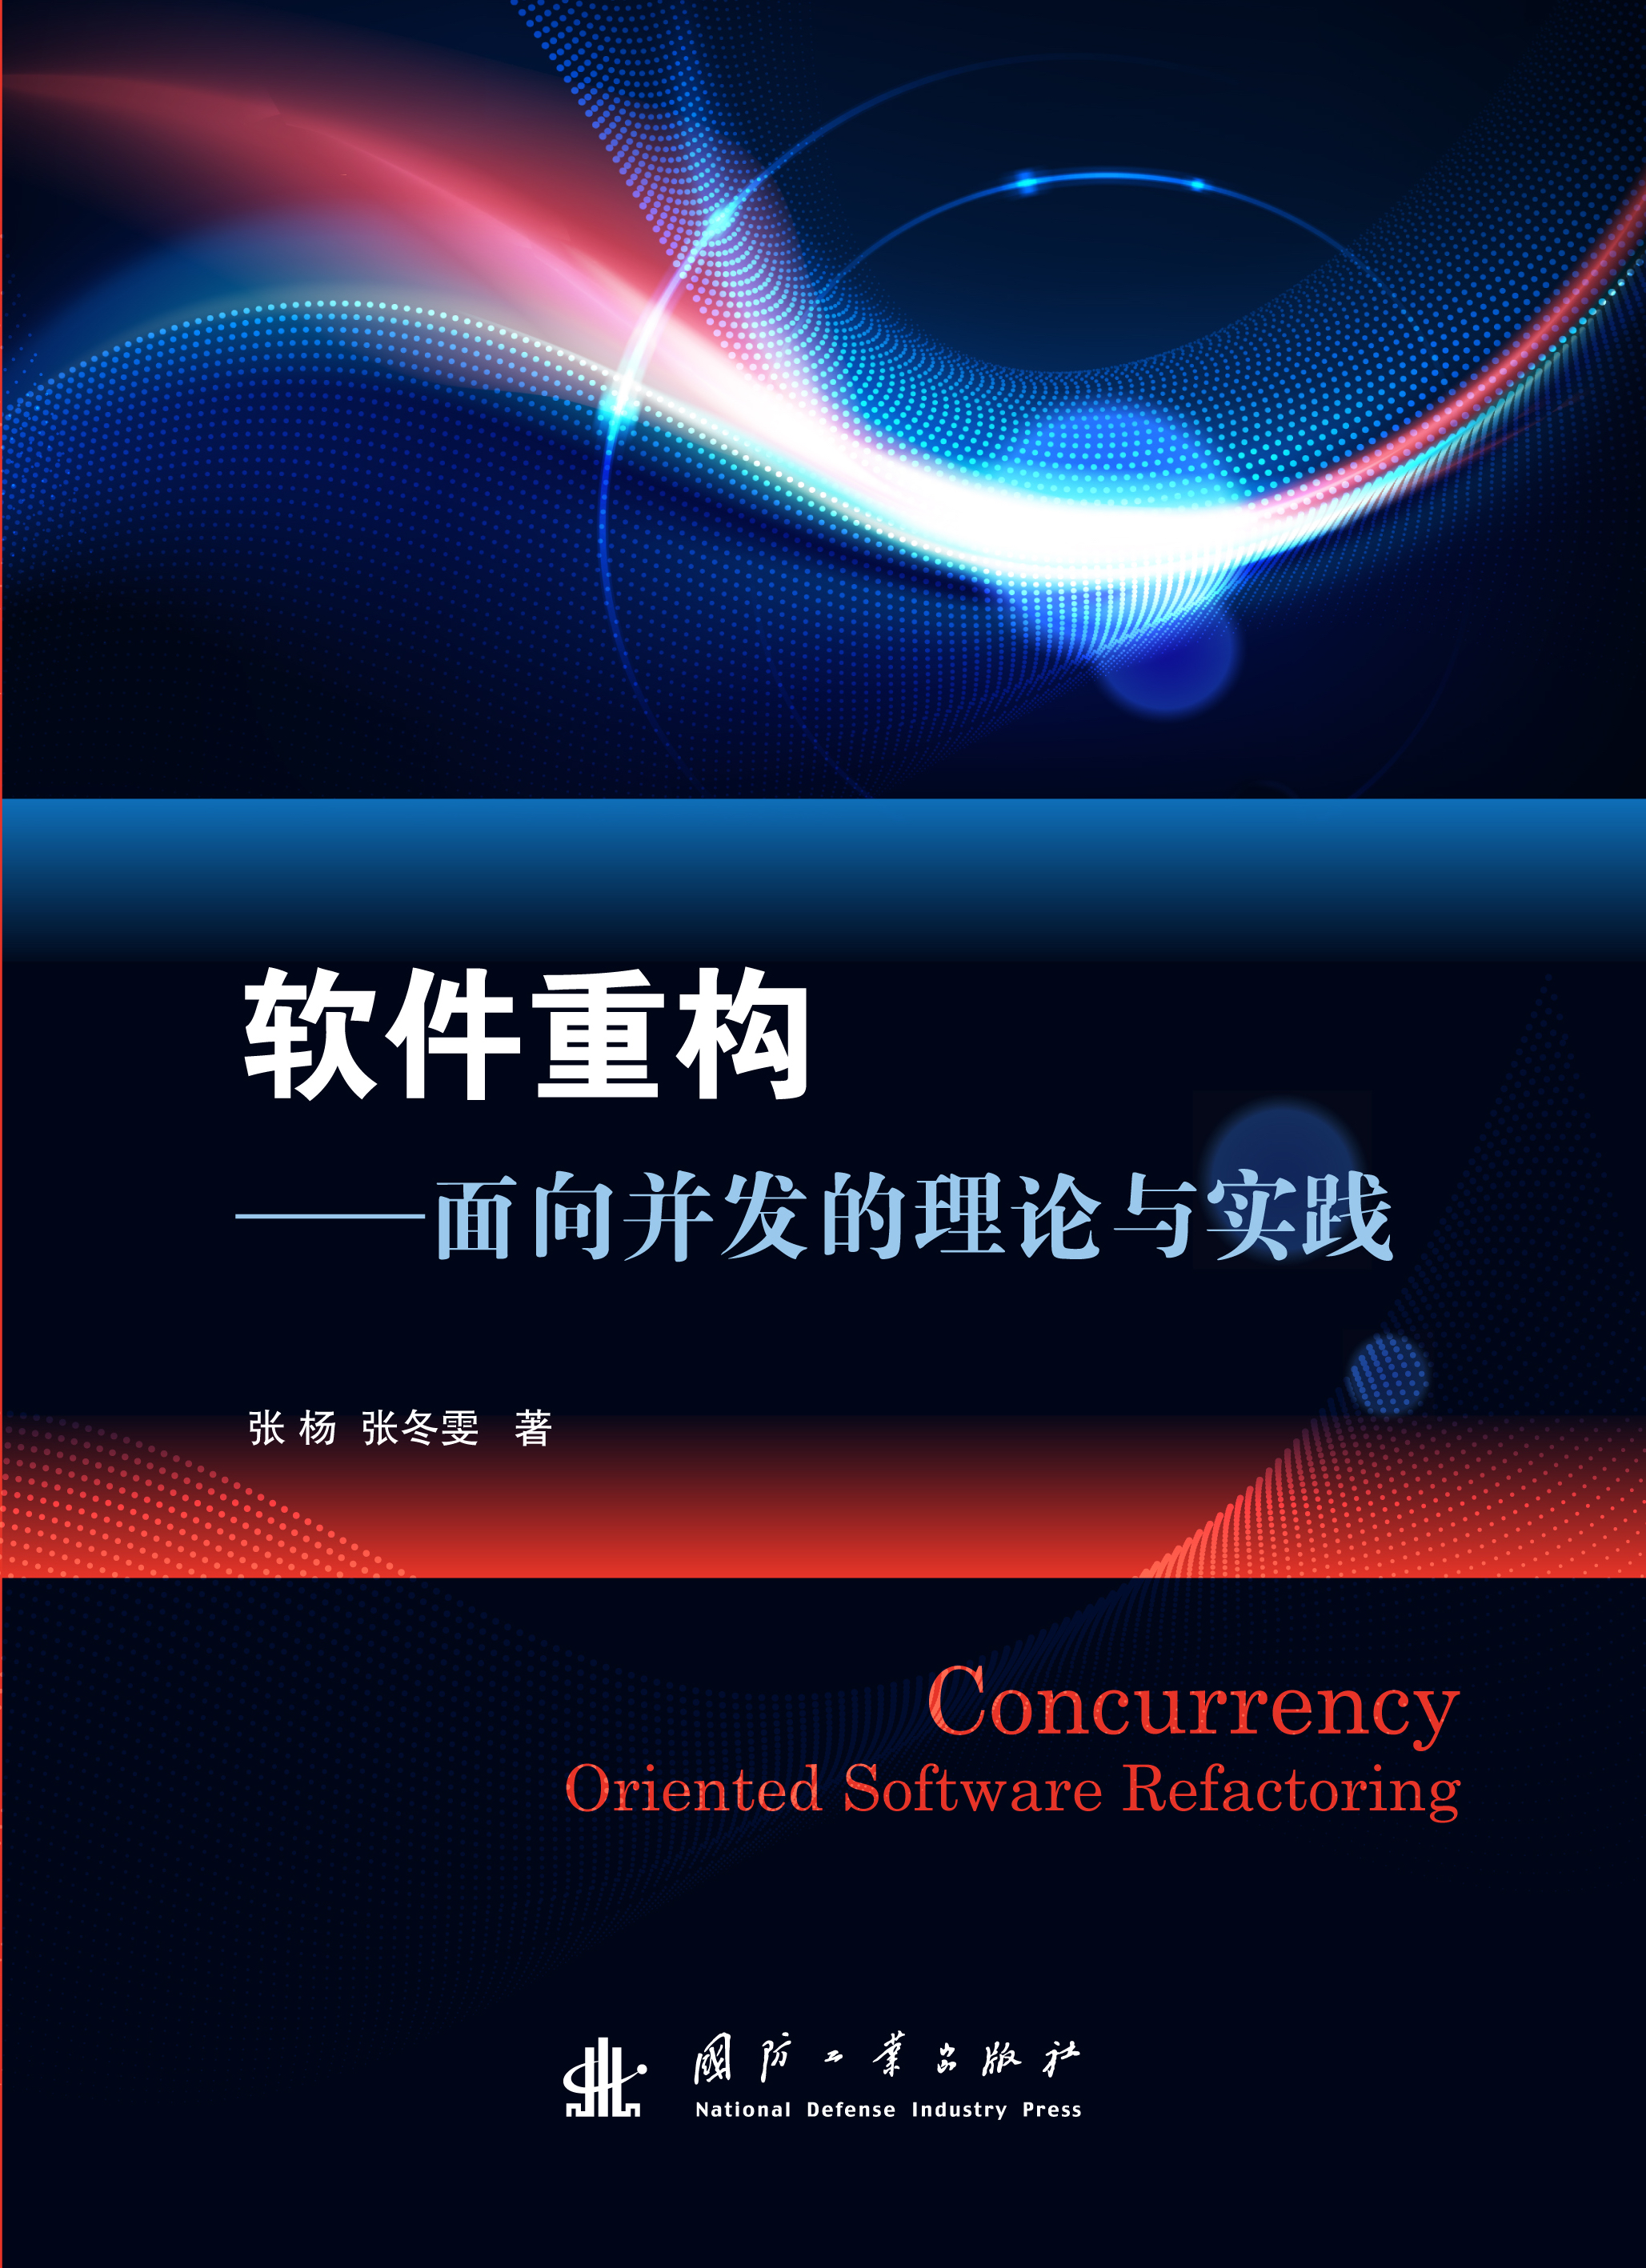 软件重构
——面向并发的理论与实践
张 杨 张冬雯 著
Concurrency
Oriented Software Refactoring
國防工業出版社
National Defense Industry Press